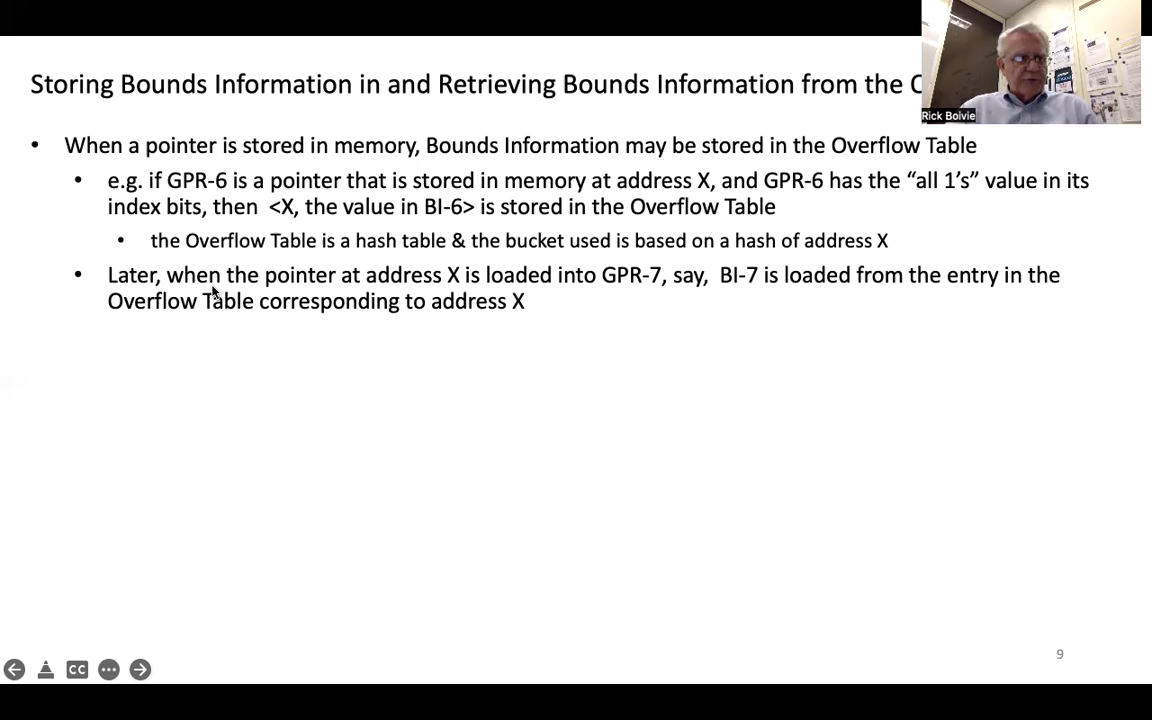 Storing Bounds Information in and Retrieving Bounds Information from the
Rick Boivie
• When a pointer is stored in memory, Bounds Information may be stored in the Overflow Table
• e.g. if GPR-6 is a pointer that is stored in memory at address X, and GPR-6 has the “all 1’s” value in its
index bits, then <X, the value in BI-6> is stored in the Overflow Table
• the Overflow Table is a hash table & the bucket used is based on a hash of address X
• Later, when the pointer at address X is loaded into GPR-7, say, BI-7 is loaded from the entry in the
Overflow Table corresponding to address X
9
CC